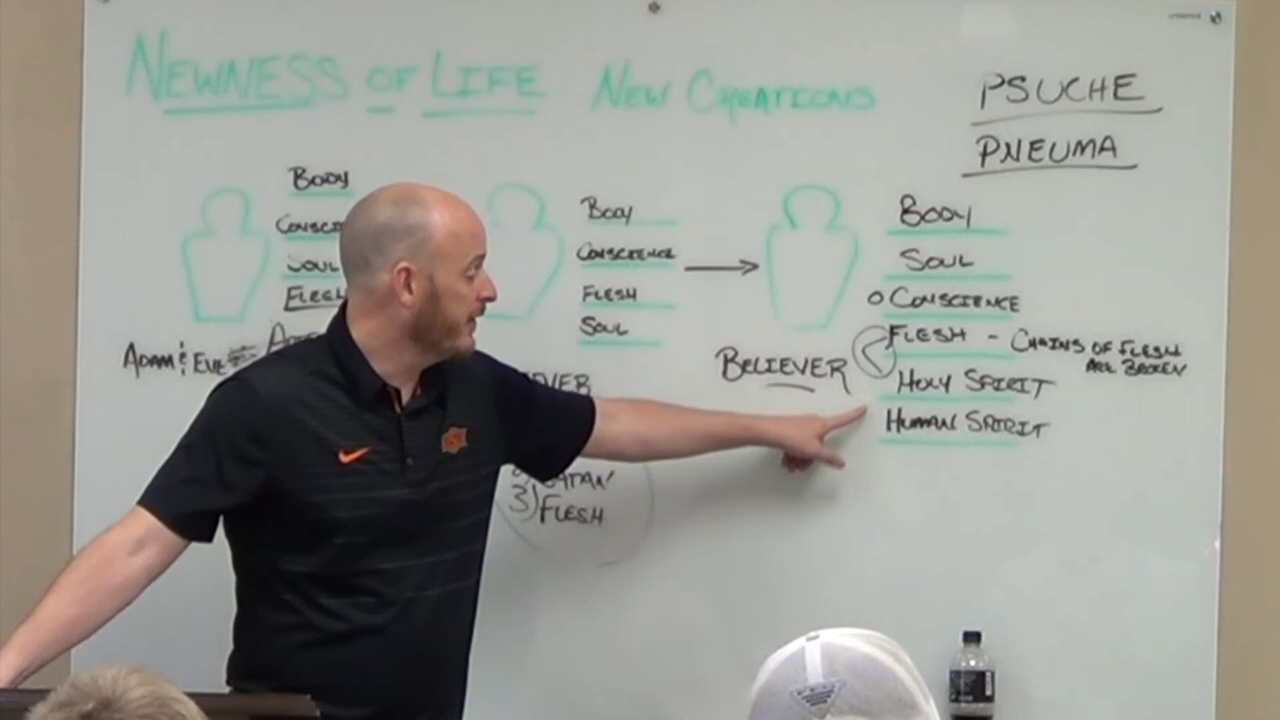 NEWNESS OF LIFE NEW CREATIONS
PSUCHE
PNEUMA
BODY
SOUL
FLESH
ADAM & EVE
BODY
CONSCIENCE
FLESH
SOUL
3) FLESH
BELIEVER
BODY
SOUL
CONSCIENCE
FLESH - CHAINS OF FLESH
ARE BROKEN
HOLY SPIRIT
HUMAN SPIRIT